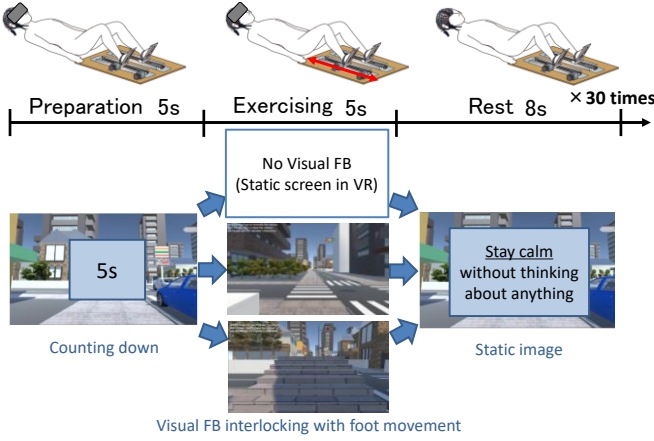 Preparation 5s
Exercising 5s
Rest 8s
× 30 times
No Visual FB
(Static screen in VR)
5s
Stay calm
without thinking
about anything
Counting down
Static image
Visual FB interlocking with foot movement